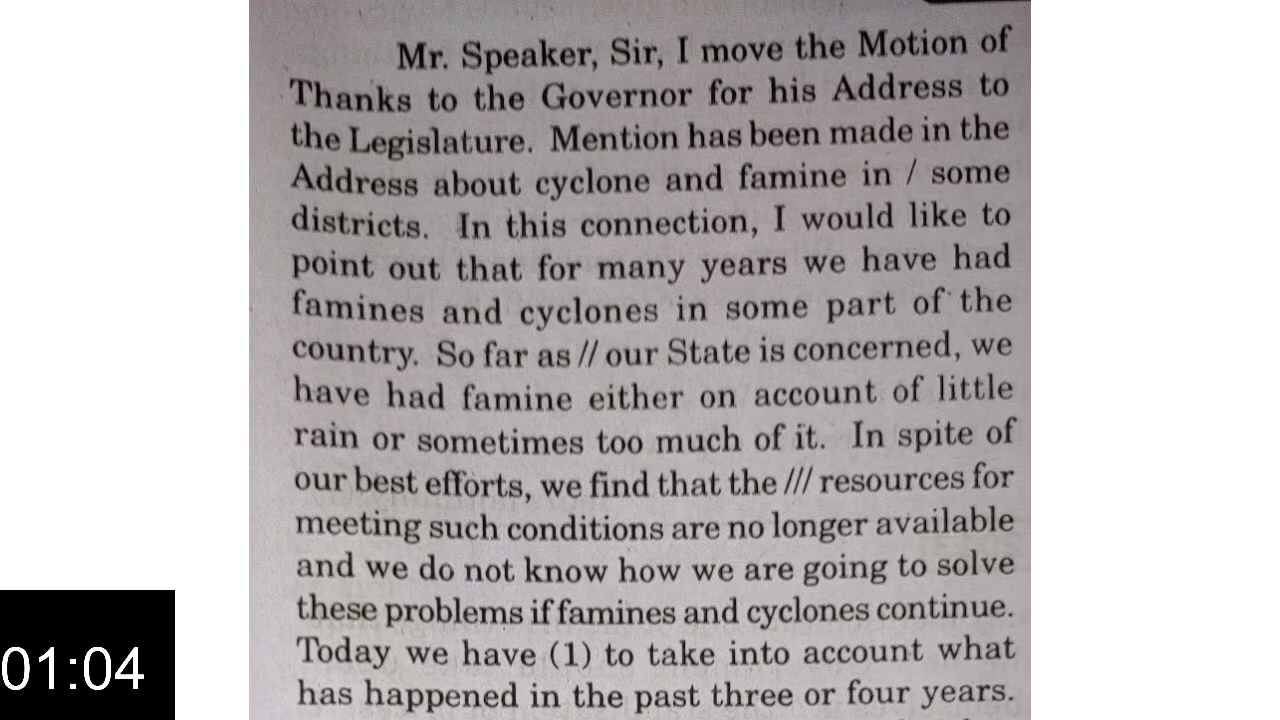 Mr. Speaker, Sir, I move the Motion of
Thanks to the Governor for his Address to
the Legislature. Mention has been made in the
Address about cyclone and famine in / some
districts. In this connection, I would like to
point out that for many years we have had
famines and cyclones in some part of the
country. So far as // our State is concerned, we
have had famine either on account of little
rain or sometimes too much of it. In spite of
our best efforts, we find that the /// resources for
meeting such conditions are no longer available
and we do not know how we are going to solve
these problems if famines and cyclones continue.
Today we have (1) to take into account what
has happened in the past three or four years.
01:04